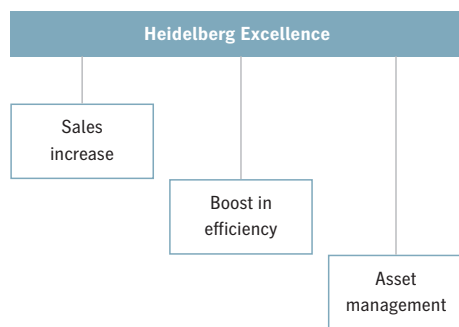 Heidelberg Excellence
Sales
increase
Boost in
efficiency
Asset
management